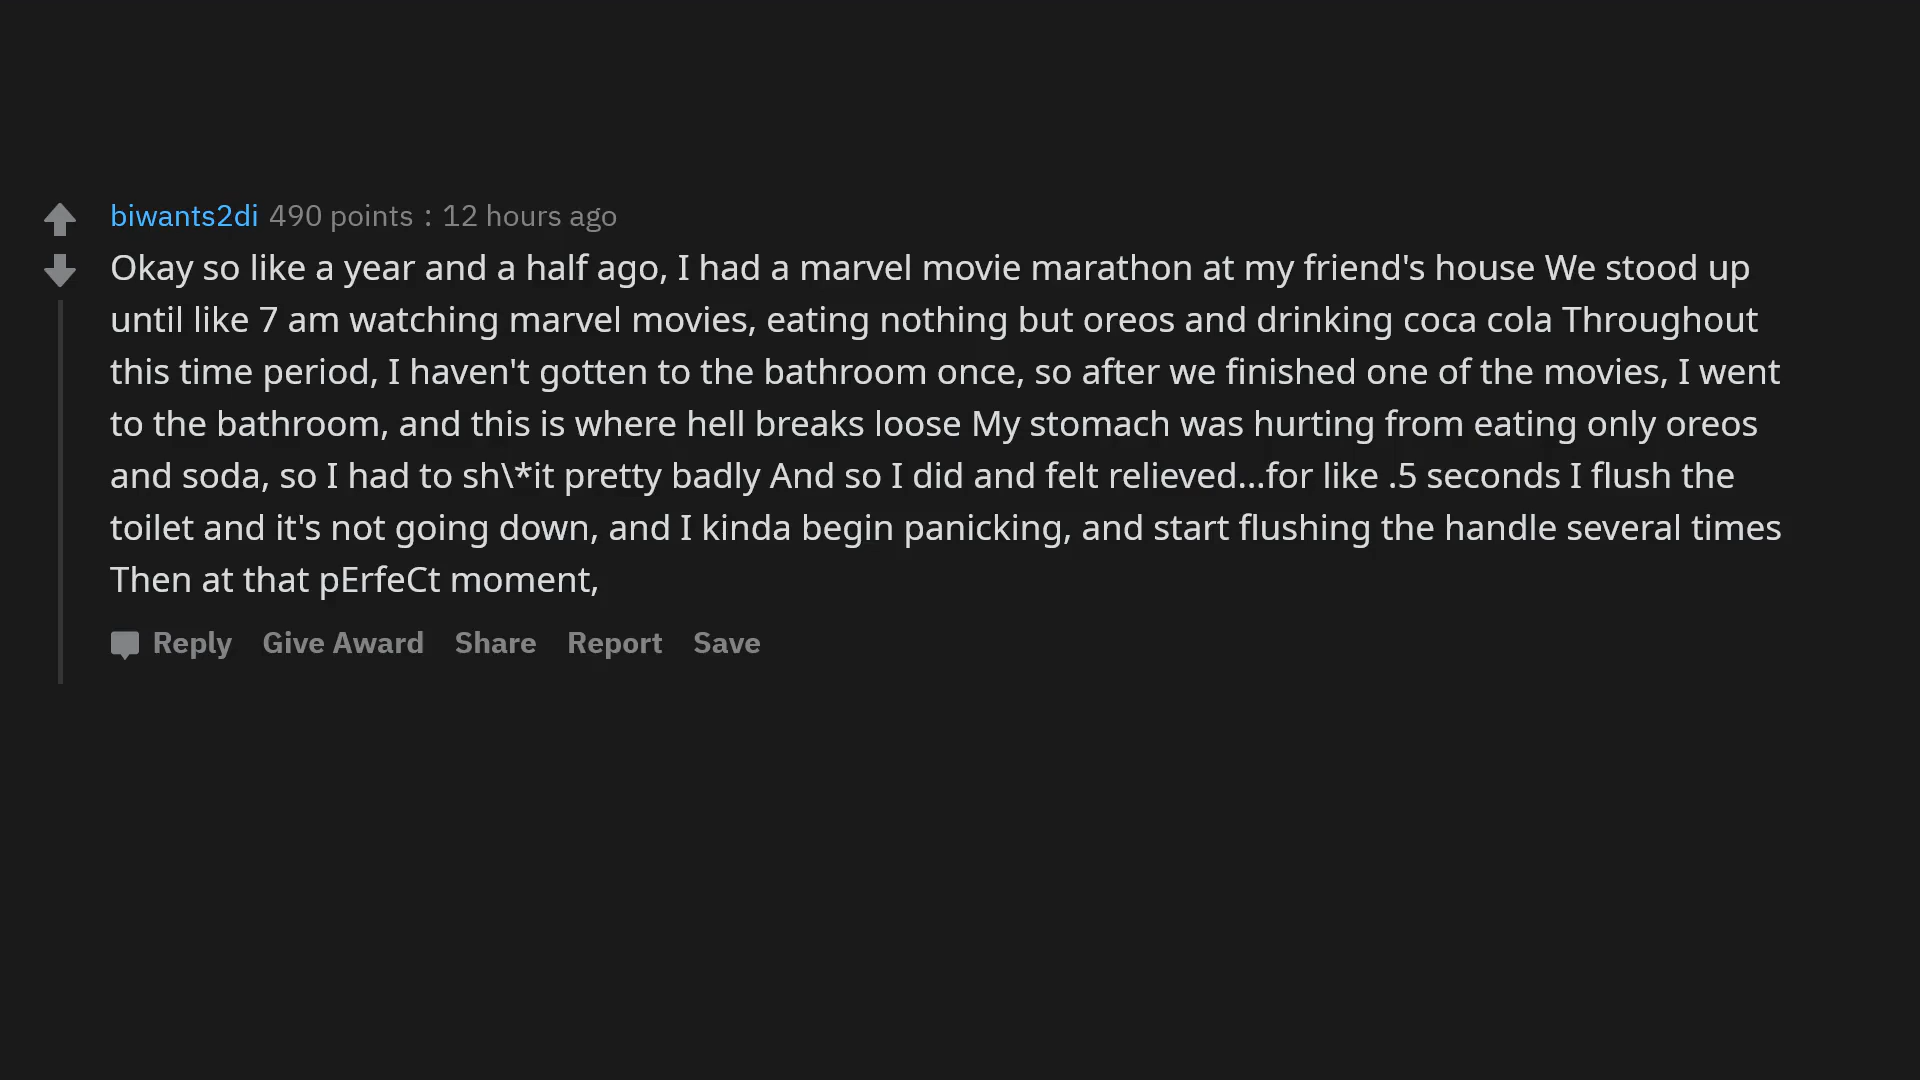 biwants2di 490 points : 12 hours ago
Okay so like a year and a half ago, I had a marvel movie marathon at my friend's house We stood up
until like 7 am watching marvel movies, eating nothing but oreos and drinking coca cola Throughout
this time period, I haven't gotten to the bathroom once, so after we finished one of the movies, I went
to the bathroom, and this is where hell breaks loose My stomach was hurting from eating only oreos
and soda, so I had to sh\*it pretty badly And so I did and felt relieved...for like .5 seconds I flush the
toilet and it's not going down, and I kinda begin panicking, and start flushing the handle several times
Then at that pErfeCt moment,
Reply Give Award Share Report Save